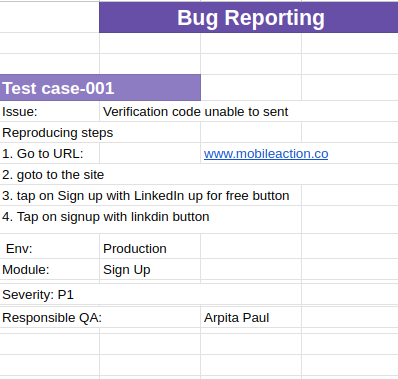 Bug Reporting
Test case-001
Issue: Verification code unable to sent
Reproducing steps
1. Go to URL: www.mobileaction.co
2. goto to the site
3. tap on Sign up with LinkedIn up for free button
4. Tap on signup with linkdin button
Env: Production
Module: Sign Up
Severity: P1
Responsible QA: Arpita Paul